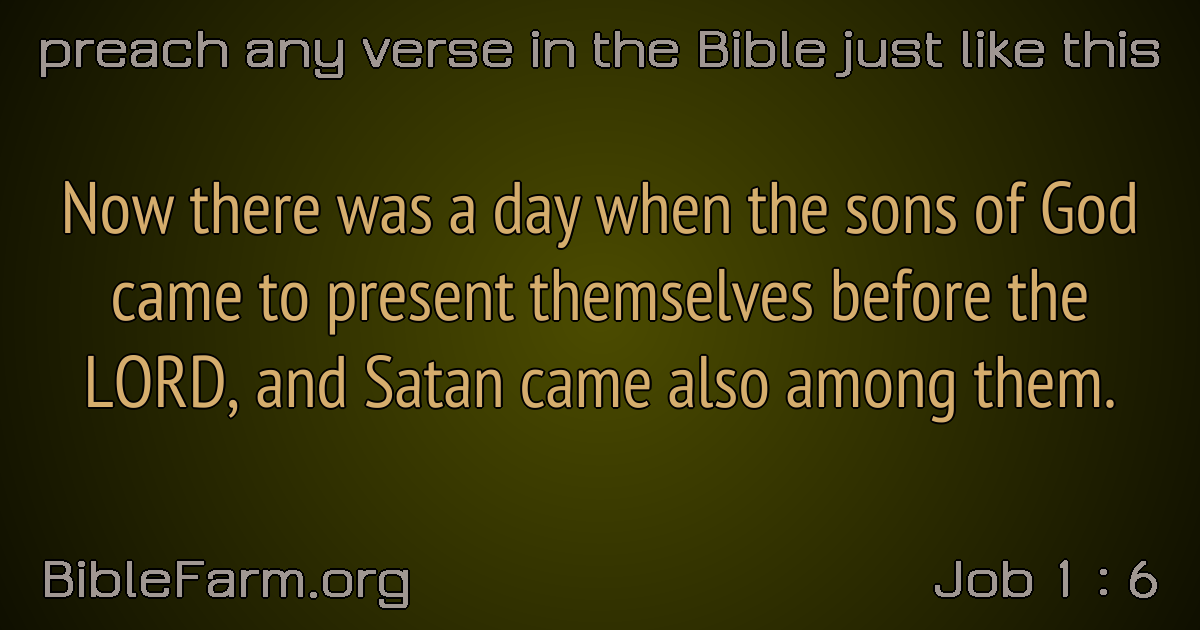 preach any verse in the Bible just like this
Now there was a day when the sons of God
came to present themselves before the
LORD, and Satan came also among them.
BibleFarm.org
Job 1 : 6